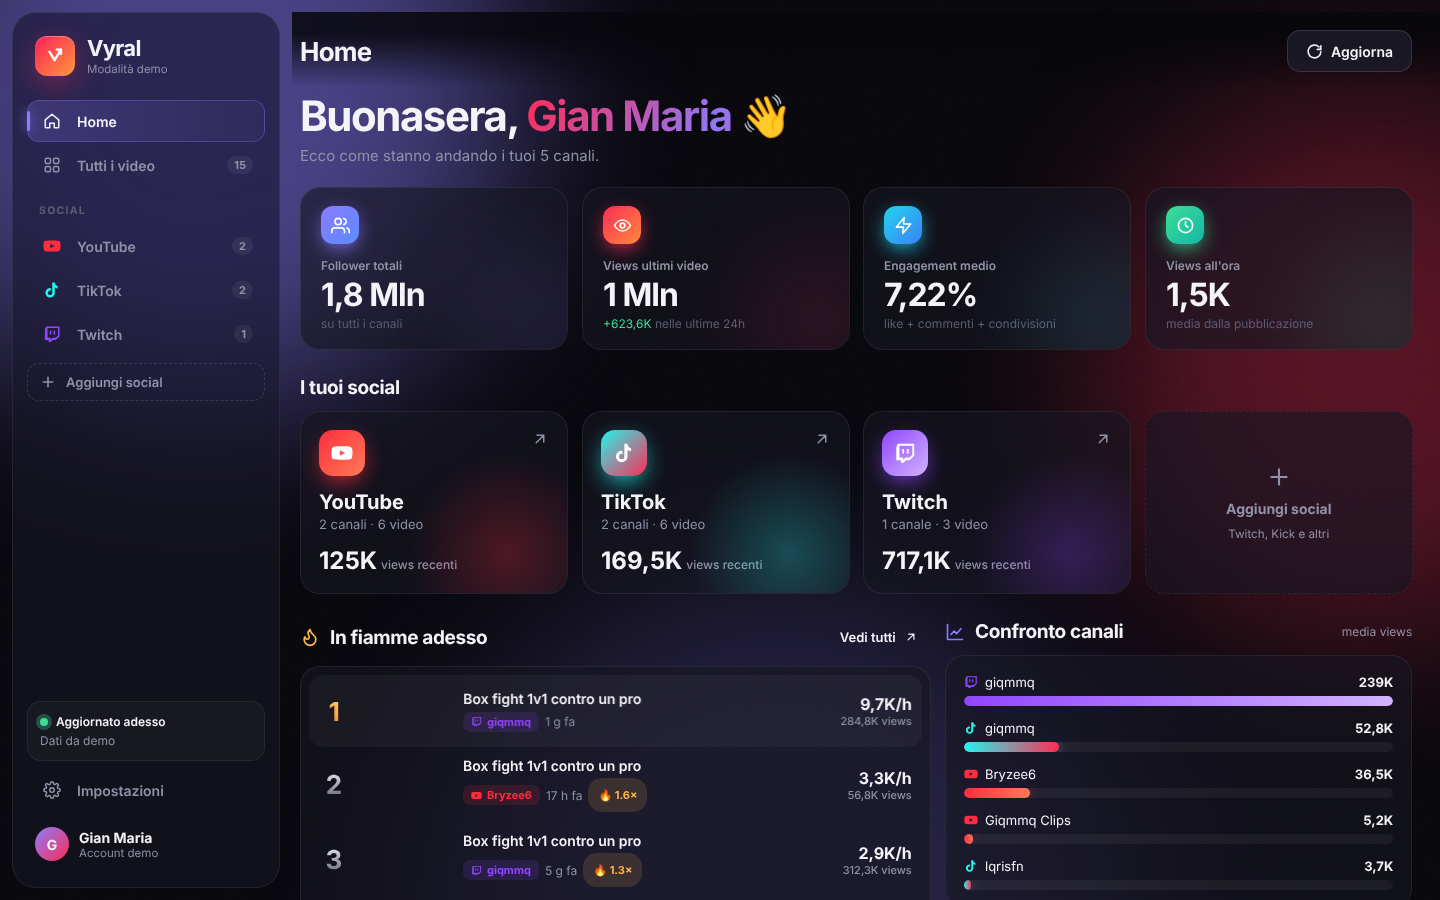 Vyral
Modalità demo
Home
Tutti i video 15
SOCIAL
YouTube 2
TikTok 2
Twitch 1
Aggiungi social
Aggiornato adesso
Dati da demo
Impostazioni
G
Gian Maria
Account demo
Home
Aggiorna
Buonasera, Gian Maria 👋
Ecco come stanno andando i tuoi 5 canali.
Follower totali
1,8 Mln
su tutti i canali
Views ultimi video
1 Mln
+623,6K nelle ultime 24h
Engagement medio
7,22%
like + commenti + condivisioni
Views all'ora
1,5K
media dalla pubblicazione
I tuoi social
YouTube
2 canali · 6 video
125K views recenti
TikTok
2 canali · 6 video
169,5K views recenti
Twitch
1 canale · 3 video
717,1K views recenti
Aggiungi social
Twitch, Kick e altri
In fiamme adesso
Vedi tutti
1
Box fight 1v1 contro un pro
giqmmq 1 g fa
9,7K/h
284,8K views
2
Box fight 1v1 contro un pro
Bryzee6 17 h fa 🔥 1.6×
3,3K/h
56,8K views
3
Box fight 1v1 contro un pro
giqmmq 5 g fa 🔥 1.3×
2,9K/h
312,3K views
Confronto canali
media views
giqmmq 239K
giqmmq 52,8K
Bryzee6 36,5K
Giqmmq Clips 5,2K
lqrisfn 3,7K